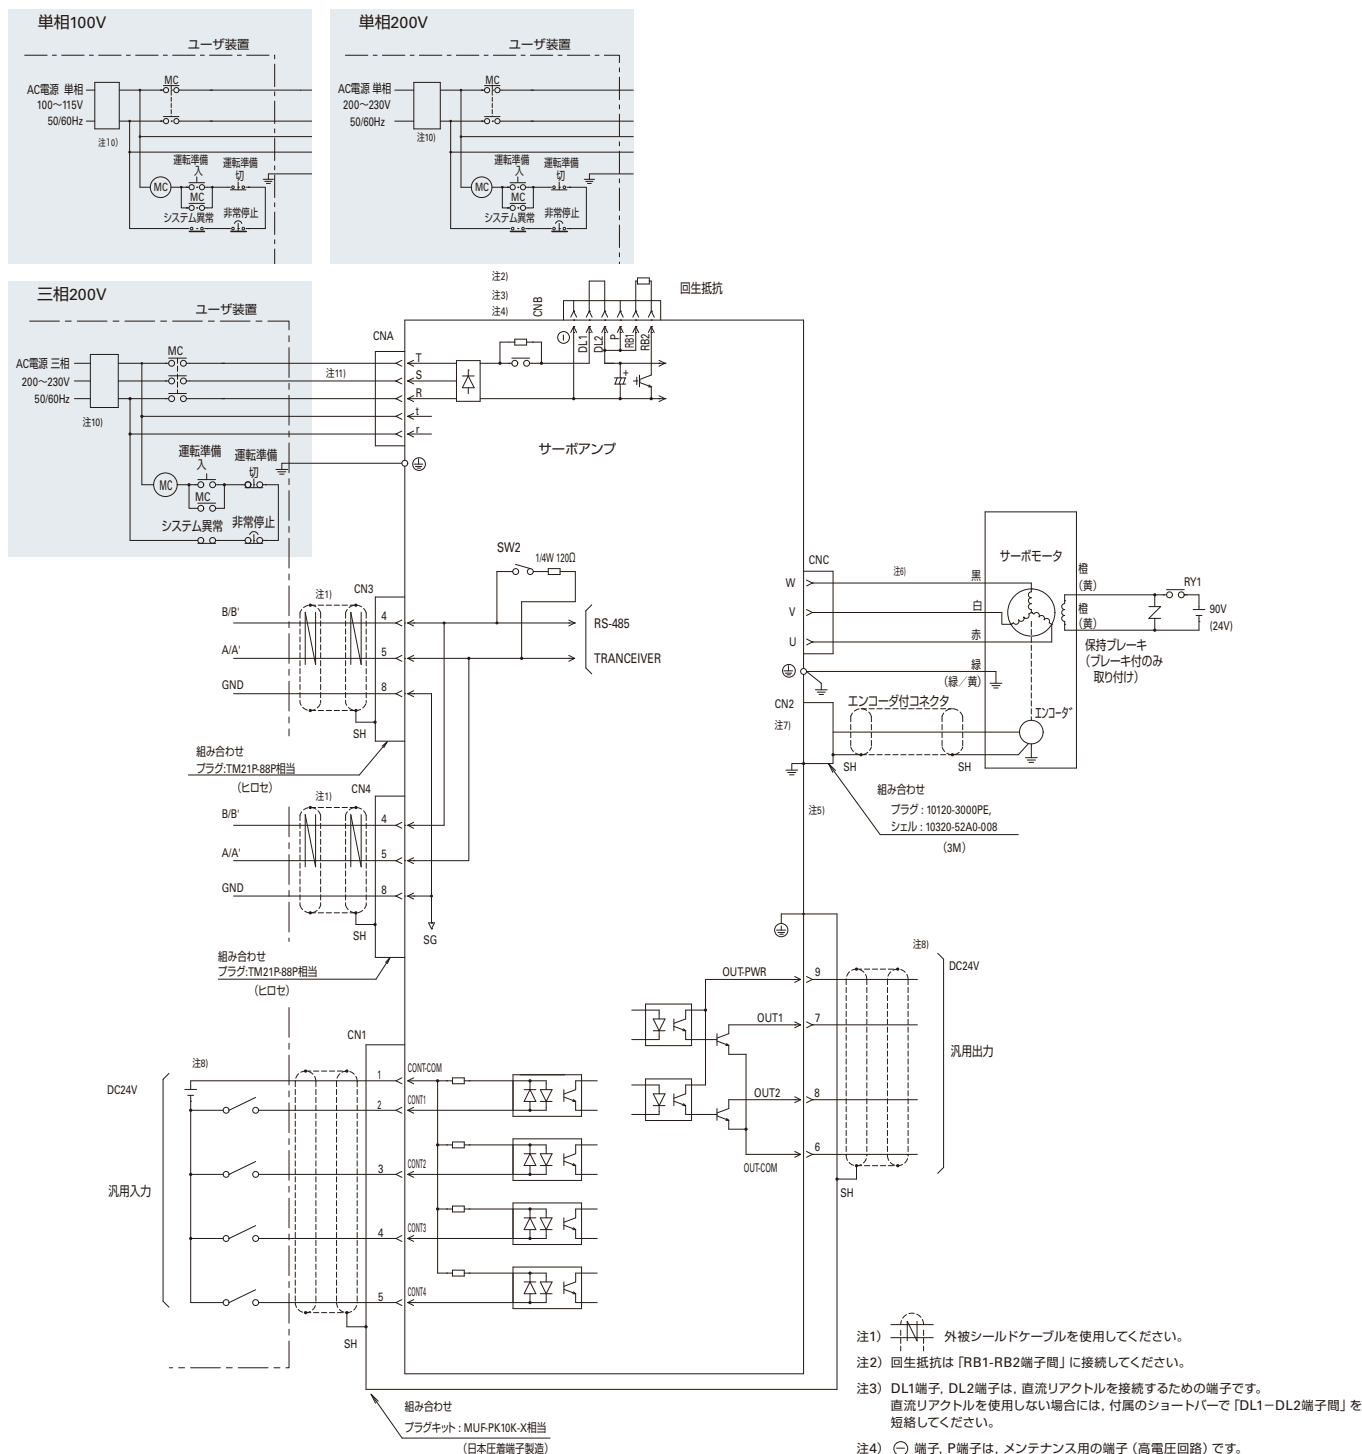 単相100V
ユーザ装置
AC電源 単相
100～115V
50/60Hz
注10)
MC
運転準備
入
運転準備
切
MC
MC
システム異常
非常停止
単相200V
ユーザ装置
AC電源 単相
200～230V
50/60Hz
注10)
MC
運転準備
入
運転準備
切
MC
MC
システム異常
非常停止
三相200V
ユーザ装置
AC電源 三相
200～230V
50/60Hz
注10)
MC
注11)
運転準備
入
運転準備
切
MC
MC
システム異常
非常停止
注2)
注3)
注4)
CNB
回生抵抗
⊖
DL1
DL2
P
RB1
RB2
CNA
T
S
R
t
r
サーボアンプ
SW2
1/4W 120Ω
CN3
注1)
B/B'
4
A/A'
5
GND
8
SH
RS-485
TRANCEIVER
組み合わせ
プラグ:TM21P-88P相当
(ヒロセ)
CN4
注1)
B/B'
4
A/A'
5
GND
8
SH
SG
組み合わせ
プラグ:TM21P-88P相当
(ヒロセ)
CNC
W
V
U
注6)
黒
白
赤
緑
(緑／黄)
サーボモータ
橙
(黄)
橙
(黄)
RY1
90V
(24V)
保持ブレーキ
(ブレーキ付のみ
取り付け)
CN2
注7)
エンコーダ付コネクタ
エンコーダ
SH
SH
注5)
組み合わせ
プラグ : 10120-3000PE,
シェル : 10320-52A0-008
(3M)
注8)
DC24V
OUT-PWR
9
OUT1
7
OUT2
8
OUT-COM
6
SH
汎用出力
CN1
注8)
DC24V
汎用入力
1
CONT-COM
2
CONT1
3
CONT2
4
CONT3
5
CONT4
SH
組み合わせ
プラグキット : MUF-PK10K-X相当
(日本圧着端子製造)
注1) 外被シールドケーブルを使用してください。
注2) 回生抵抗は「RB1-RB2端子間」に接続してください。
注3) DL1端子, DL2端子は, 直流リアクトルを接続するための端子です。
直流リアクトルを使用しない場合には, 付属のショートバーで「DL1－DL2端子間」を
短絡してください。
注4) ⊖ 端子, P端子は, メンテナンス用の端子 (高電圧回路) です。